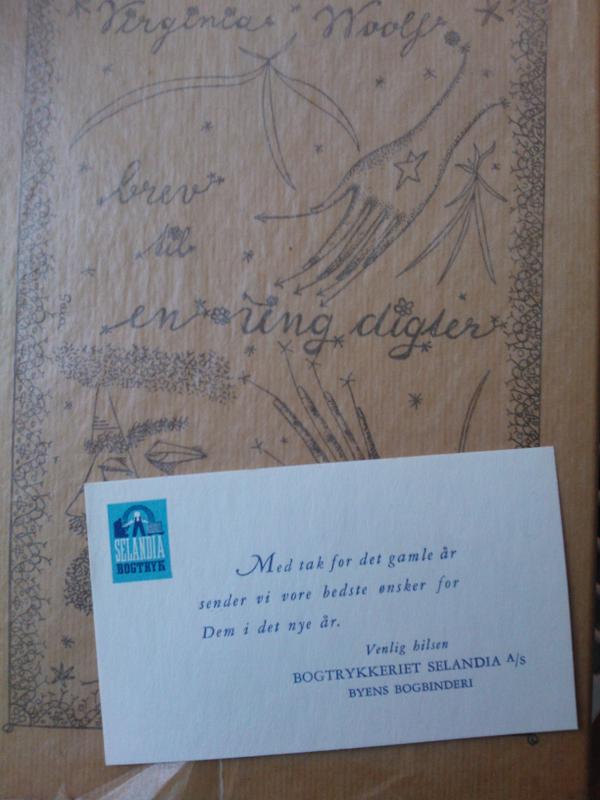 Virginia Woolf
brev
til
en ung digter
SELANDIA
BOGTRYK
Med tak for det gamle år
sender vi vore bedste ønsker for
Dem i det nye år.
Venlig hilsen
BOGTRYKKERIET SELANDIA A/S
BYENS BOGBINDERI